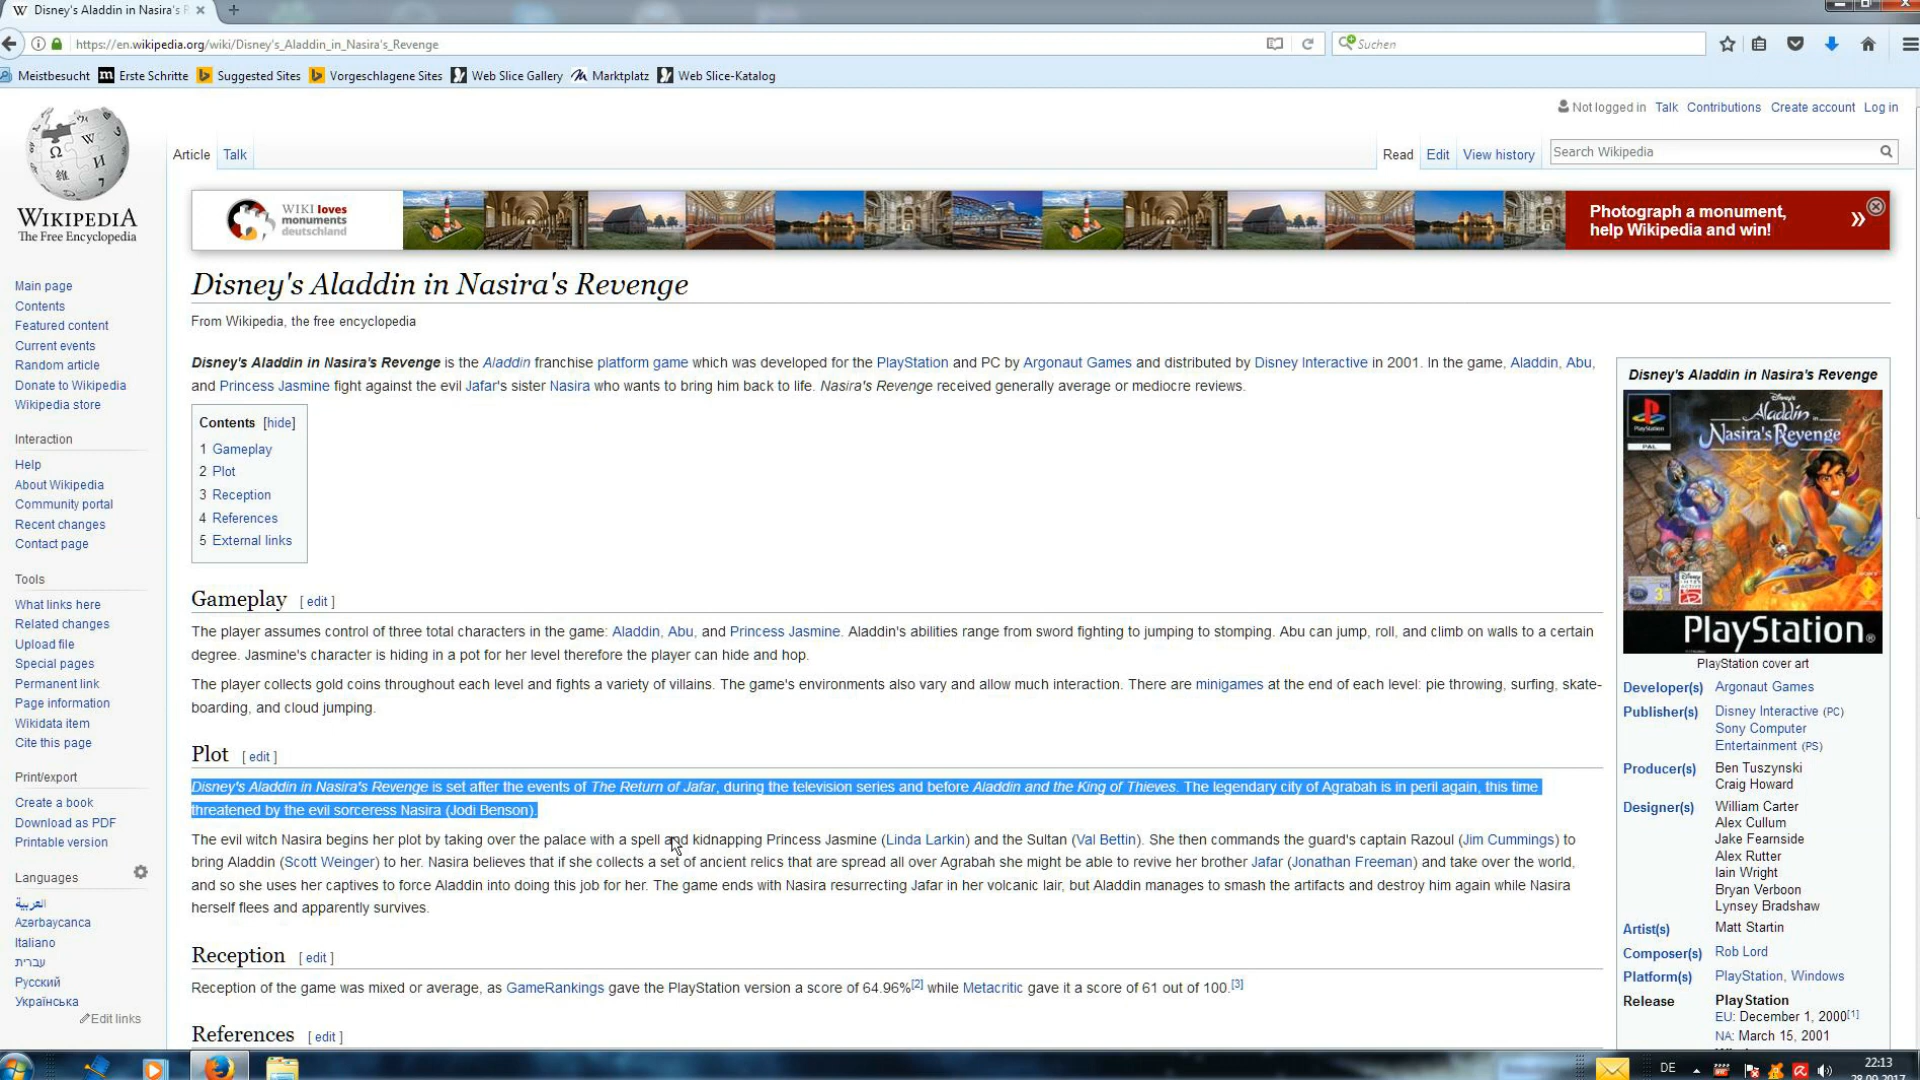 Disney's Aladdin in Nasira's R
https://en.wikipedia.org/wiki/Disney's_Aladdin_in_Nasira's_Revenge
Suchen
Meistbesucht Erste Schritte Suggested Sites Vorgeschlagene Sites Web Slice Gallery Marktplatz Web Slice-Katalog
Not logged in Talk Contributions Create account Log in
Article Talk Read Edit View history Search Wikipedia
WIKIPEDIA
The Free Encyclopedia
WIKI loves
monuments
deutschland
Photograph a monument,
help Wikipedia and win!
Main page
Contents
Featured content
Current events
Random article
Donate to Wikipedia
Wikipedia store
Interaction
Help
About Wikipedia
Community portal
Recent changes
Contact page
Tools
What links here
Related changes
Upload file
Special pages
Permanent link
Page information
Wikidata item
Cite this page
Print/export
Create a book
Download as PDF
Printable version
Languages
العربية
Azərbaycanca
Italiano
עברית
Русский
Українська
Edit links
Disney's Aladdin in Nasira's Revenge
From Wikipedia, the free encyclopedia
Disney's Aladdin in Nasira's Revenge is the Aladdin franchise platform game which was developed for the PlayStation and PC by Argonaut Games and distributed by Disney Interactive in 2001. In the game, Aladdin, Abu,
and Princess Jasmine fight against the evil Jafar's sister Nasira who wants to bring him back to life. Nasira's Revenge received generally average or mediocre reviews.
Contents [hide]
1 Gameplay
2 Plot
3 Reception
4 References
5 External links
Gameplay [ edit ]
The player assumes control of three total characters in the game: Aladdin, Abu, and Princess Jasmine. Aladdin's abilities range from sword fighting to jumping to stomping. Abu can jump, roll, and climb on walls to a certain
degree. Jasmine's character is hiding in a pot for her level therefore the player can hide and hop.
The player collects gold coins throughout each level and fights a variety of villains. The game's environments also vary and allow much interaction. There are minigames at the end of each level: pie throwing, surfing, skate-
boarding, and cloud jumping.
Plot [ edit ]
Disney's Aladdin in Nasira's Revenge is set after the events of The Return of Jafar, during the television series and before Aladdin and the King of Thieves. The legendary city of Agrabah is in peril again, this time
threatened by the evil sorceress Nasira (Jodi Benson).
The evil witch Nasira begins her plot by taking over the palace with a spell and kidnapping Princess Jasmine (Linda Larkin) and the Sultan (Val Bettin). She then commands the guard's captain Razoul (Jim Cummings) to
bring Aladdin (Scott Weinger) to her. Nasira believes that if she collects a set of ancient relics that are spread all over Agrabah she might be able to revive her brother Jafar (Jonathan Freeman) and take over the world,
and so she uses her captives to force Aladdin into doing this job for her. The game ends with Nasira resurrecting Jafar in her volcanic lair, but Aladdin manages to smash the artifacts and destroy him again while Nasira
herself flees and apparently survives.
Reception [ edit ]
Reception of the game was mixed or average, as GameRankings gave the PlayStation version a score of 64.96%[2] while Metacritic gave it a score of 61 out of 100.[3]
References [ edit ]
Disney's Aladdin in Nasira's Revenge
PlayStation
PAL
Disney's
Aladdin in
Nasira's Revenge
PlayStation®
PlayStation cover art
Developer(s) Argonaut Games
Publisher(s) Disney Interactive (PC)
Sony Computer
Entertainment (PS)
Producer(s) Ben Tuszynski
Craig Howard
Designer(s) William Carter
Alex Cullum
Jake Fearnside
Alex Rutter
Iain Wright
Bryan Verboon
Lynsey Bradshaw
Artist(s) Matt Startin
Composer(s) Rob Lord
Platform(s) PlayStation, Windows
Release PlayStation
EU: December 1, 2000[1]
NA: March 15, 2001
DE 22:13
28.09.2017